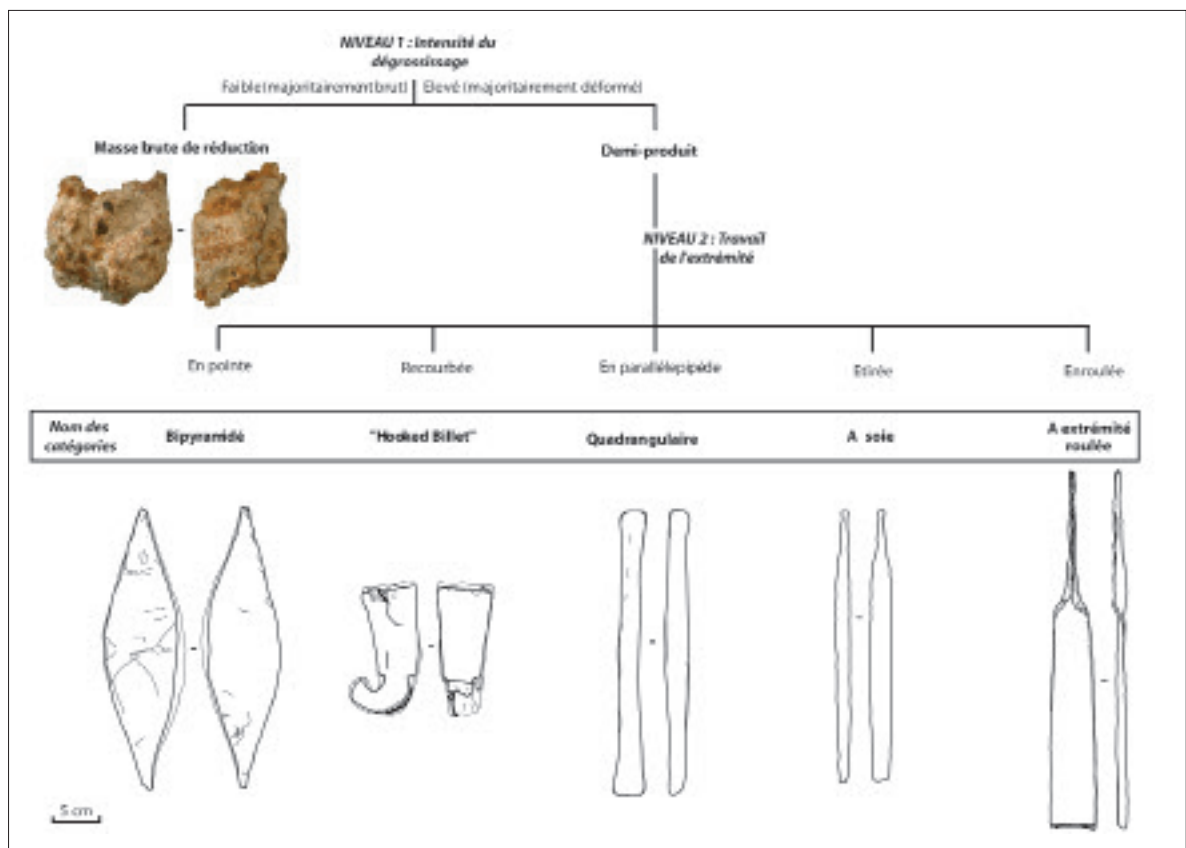 NIVEAU 1 : Intensité du
dégrossissage
Faible (majoritairement brut) Elevé (majoritairement déformé)
Masse brute de réduction
Demi-produit
NIVEAU 2 : Travail
de l'extrémité
En pointe
Recourbée
En parallélepipède
Etirée
Enroulée
Nom des
catégories
Bipyramidé
"Hooked Billet"
Quadrangulaire
A soie
A extrémité
roulée
5 cm